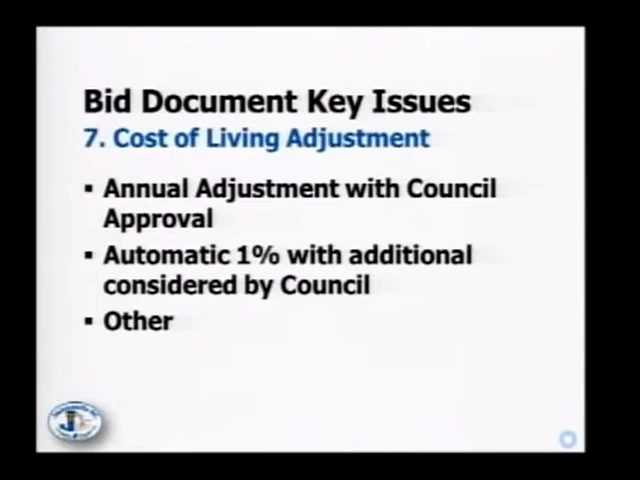 Bid Document Key Issues
7. Cost of Living Adjustment
▪ Annual Adjustment with Council
Approval
▪ Automatic 1% with additional
considered by Council
▪ Other